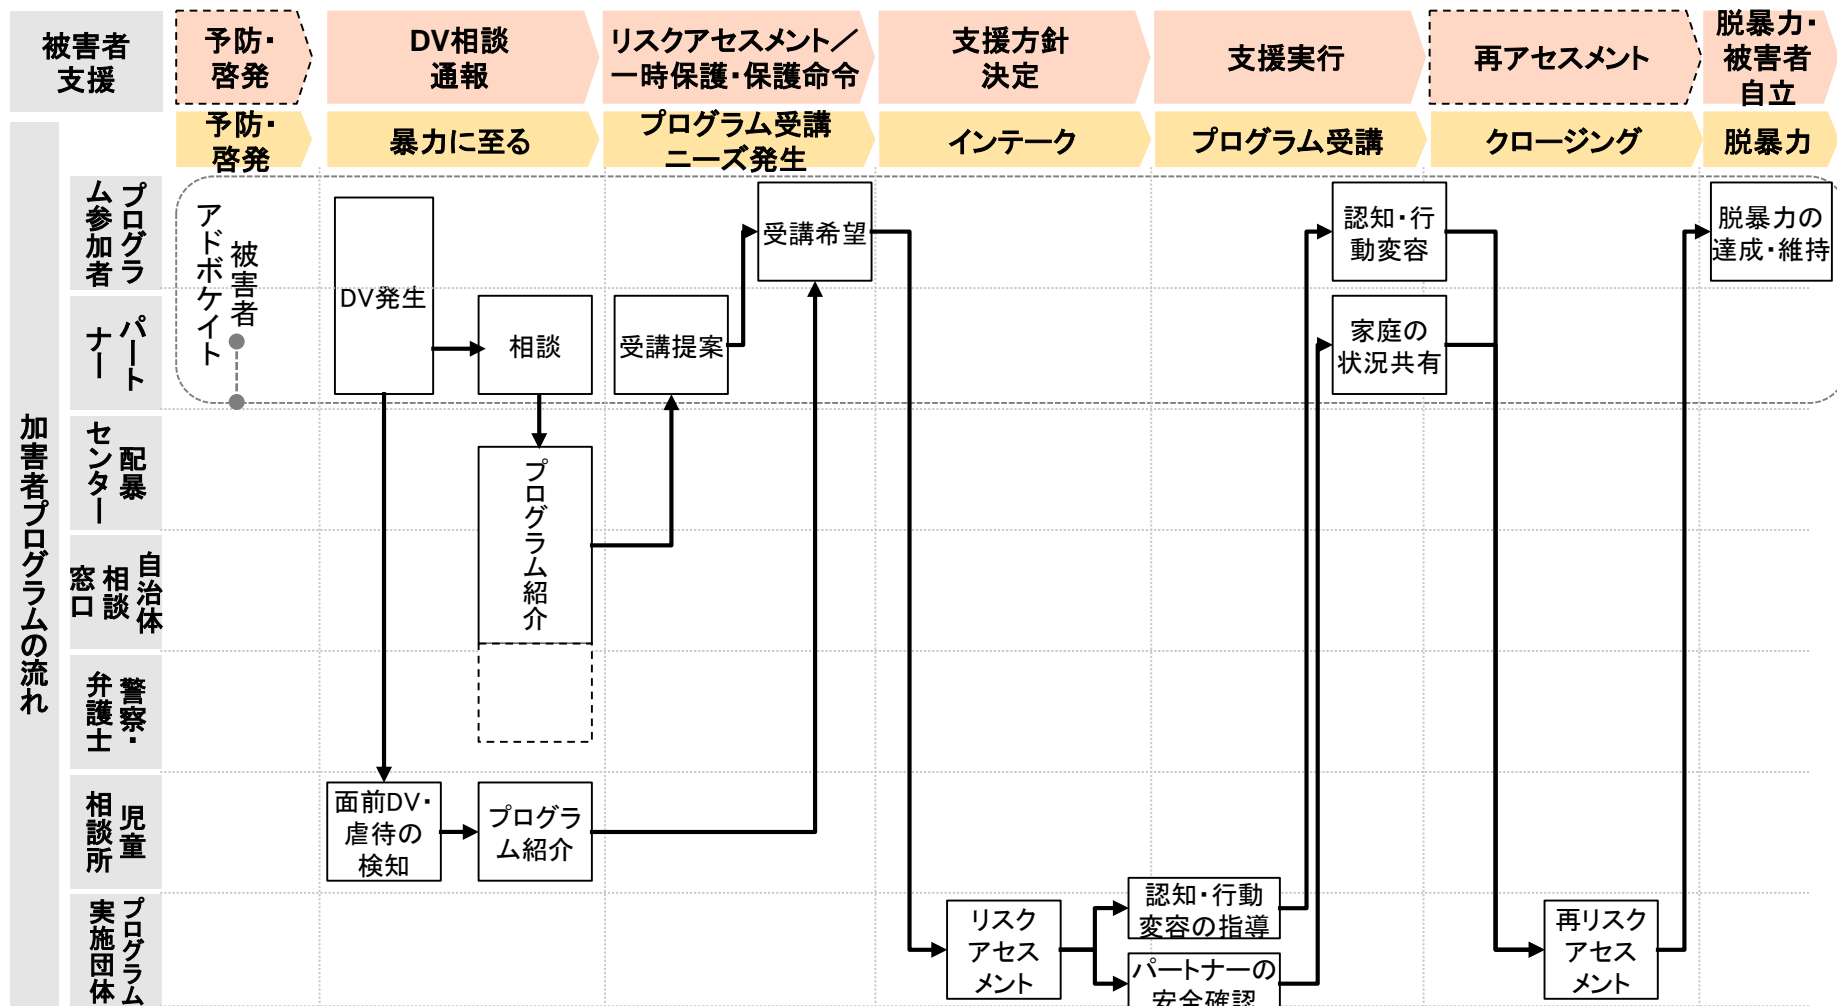 被害者
支援
予防・
啓発
DV相談
通報
リスクアセスメント／
一時保護・保護命令
支援方針
決定
支援実行
再アセスメント
脱暴力・
被害者
自立
予防・
啓発
暴力に至る
プログラム受講
ニーズ発生
インテーク
プログラム受講
クロージング
脱暴力
加害者プログラムの流れ
プログラ
ム参加者
パート
ナー
配暴
センター
自治体
相談
窓口
警察・
弁護士
児童
相談所
プログラム
実施団体
被害者
アドボケイト
DV発生
相談
受講提案
受講希望
認知・行
動変容
家庭の
状況共有
脱暴力の
達成・維持
プログラム紹介
面前DV・
虐待の
検知
プログラ
ム紹介
リスク
アセス
メント
認知・行動
変容の指導
パートナーの
安全確認
再リスク
アセス
メント